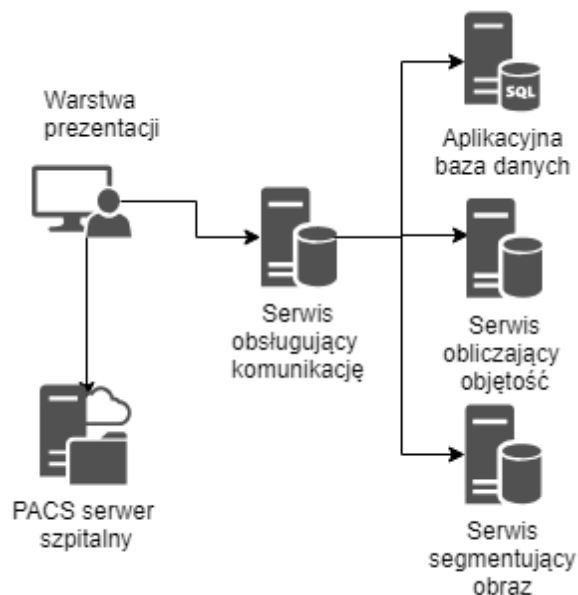 Warstwa
prezentacji
SQL
Aplikacyjna
baza danych
Serwis
obsługujący
komunikację
Serwis
obliczający
objętość
PACS serwer
szpitalny
Serwis
segmentujący
obraz